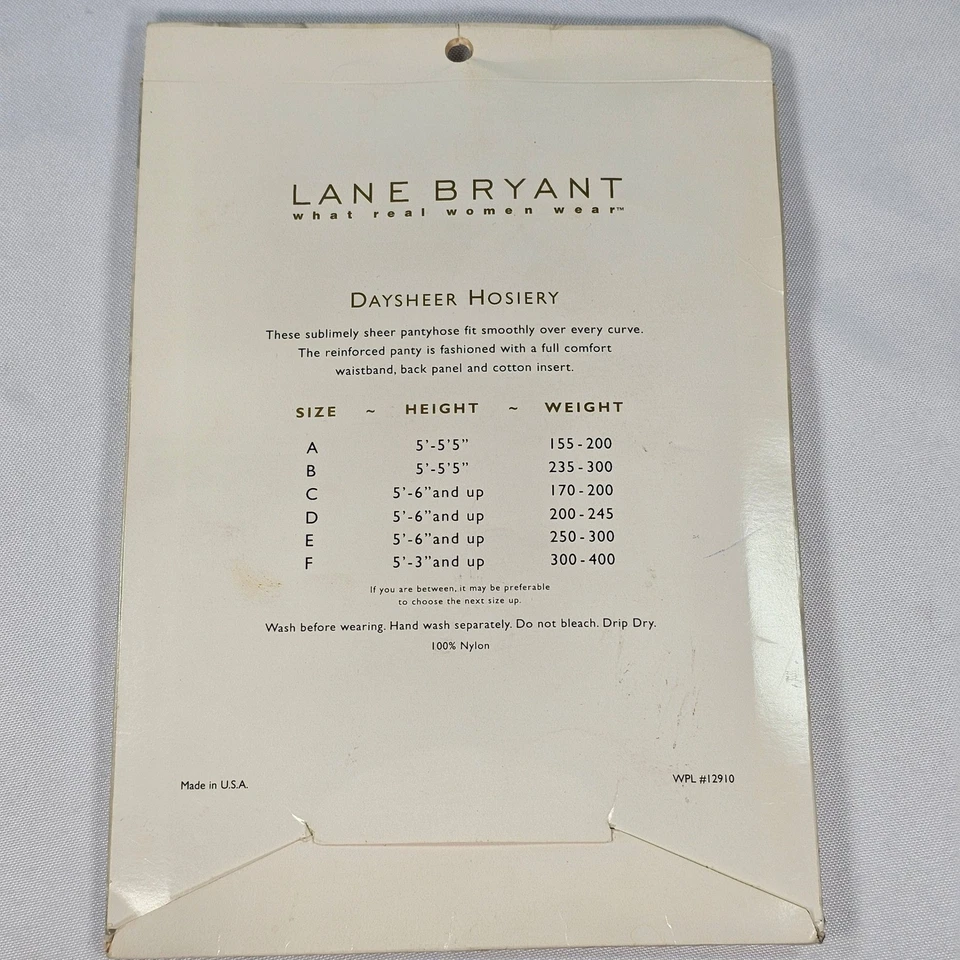 LANE BRYANT
what real women wear™
DAYSHEER HOSIERY
These sublimely sheer pantyhose fit smoothly over every curve.
The reinforced panty is fashioned with a full comfort
waistband, back panel and cotton insert.
SIZE ~ HEIGHT ~ WEIGHT
A 5'-5'5" 155-200
B 5'-5'5" 235-300
C 5'-6"and up 170-200
D 5'-6"and up 200-245
E 5'-6"and up 250-300
F 5'-3"and up 300-400
If you are between, it may be preferable
to choose the next size up.
Wash before wearing. Hand wash separately. Do not bleach. Drip Dry.
100% Nylon
Made in U.S.A. WPL #12910